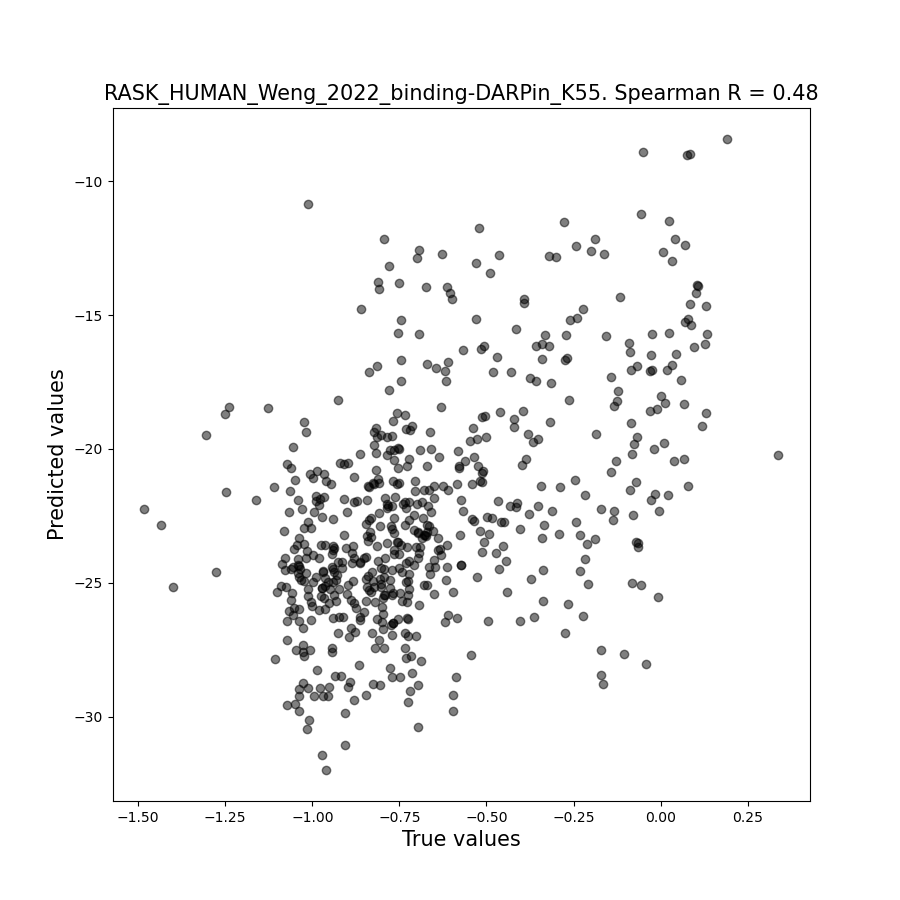 RASK_HUMAN_Weng_2022_binding-DARPin_K55. Spearman R = 0.48
Predicted values
−10
−15
−20
−25
−30
−1.50 −1.25 −1.00 −0.75 −0.50 −0.25 0.00 0.25
True values